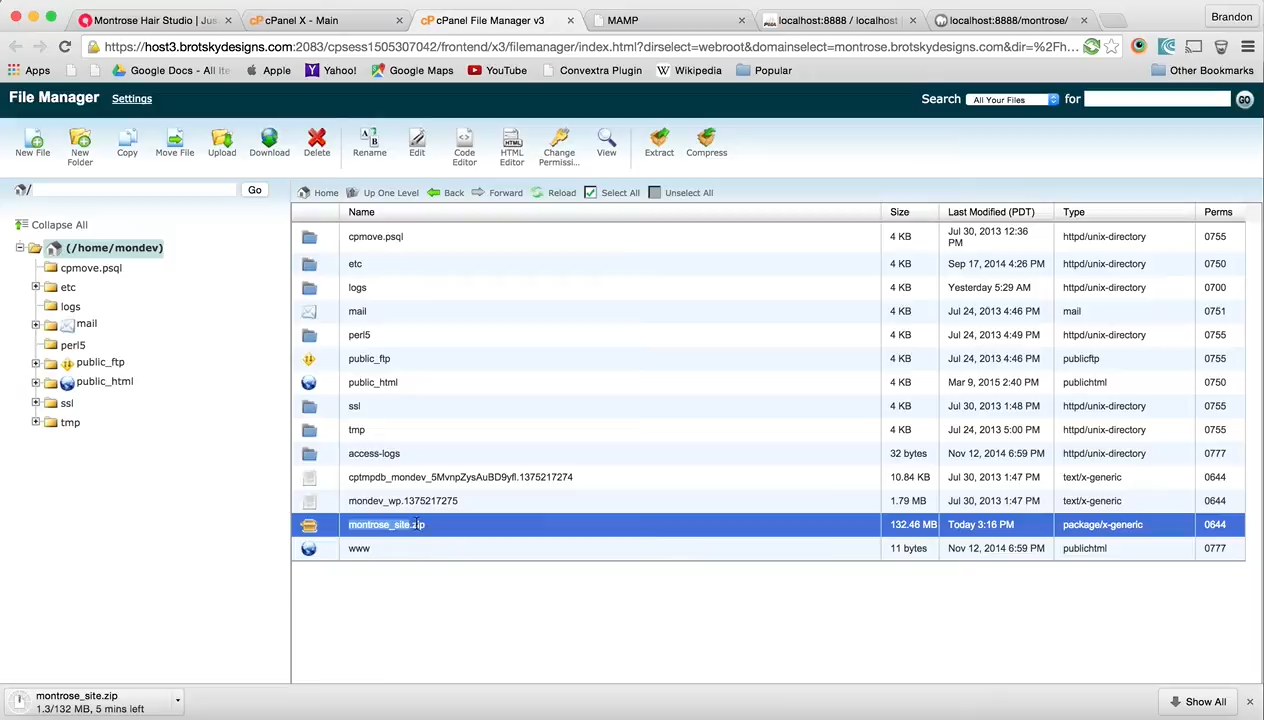 Montrose Hair Studio | Jus
cPanel X - Main
cPanel File Manager v3
MAMP
localhost:8888 / localhost
localhost:8888/montrose/
Brandon
https://host3.brotskydesigns.com:2083/cpsess1505307042/frontend/x3/filemanager/index.html?dirselect=webroot&domainselect=montrose.brotskydesigns.com&dir=%2Fh...
Apps
Google Docs - All ite
Apple
Yahoo!
Google Maps
YouTube
Convextra Plugin
Wikipedia
Popular
Other Bookmarks
File Manager Settings
Search All Your Files for GO
New File
New Folder
Copy
Move File
Upload
Download
Delete
Rename
Edit
Code Editor
HTML Editor
Change Permissi...
View
Extract
Compress
/ Go
Home Up One Level Back Forward Reload Select All Unselect All
Collapse All
(/home/mondev)
cpmove.psql
etc
logs
mail
perl5
public_ftp
public_html
ssl
tmp
Name Size Last Modified (PDT) Type Perms
cpmove.psql 4 KB Jul 30, 2013 12:36 PM httpd/unix-directory 0755
etc 4 KB Sep 17, 2014 4:26 PM httpd/unix-directory 0750
logs 4 KB Yesterday 5:29 AM httpd/unix-directory 0700
mail 4 KB Jul 24, 2013 4:46 PM mail 0751
perl5 4 KB Jul 24, 2013 4:49 PM httpd/unix-directory 0755
public_ftp 4 KB Jul 24, 2013 4:46 PM publicftp 0755
public_html 4 KB Mar 9, 2015 2:40 PM publichtml 0750
ssl 4 KB Jul 30, 2013 1:48 PM httpd/unix-directory 0755
tmp 4 KB Jul 24, 2013 5:00 PM httpd/unix-directory 0755
access-logs 32 bytes Nov 12, 2014 6:59 PM httpd/unix-directory 0777
cptmpdb_mondev_5MvnpZysAuBD9yfl.1375217274 10.84 KB Jul 30, 2013 1:47 PM text/x-generic 0644
mondev_wp.1375217275 1.79 MB Jul 30, 2013 1:47 PM text/x-generic 0644
montrose_site.zip 132.46 MB Today 3:16 PM package/x-generic 0644
www 11 bytes Nov 12, 2014 6:59 PM publichtml 0777
montrose_site.zip
1.3/132 MB, 5 mins left
Show All